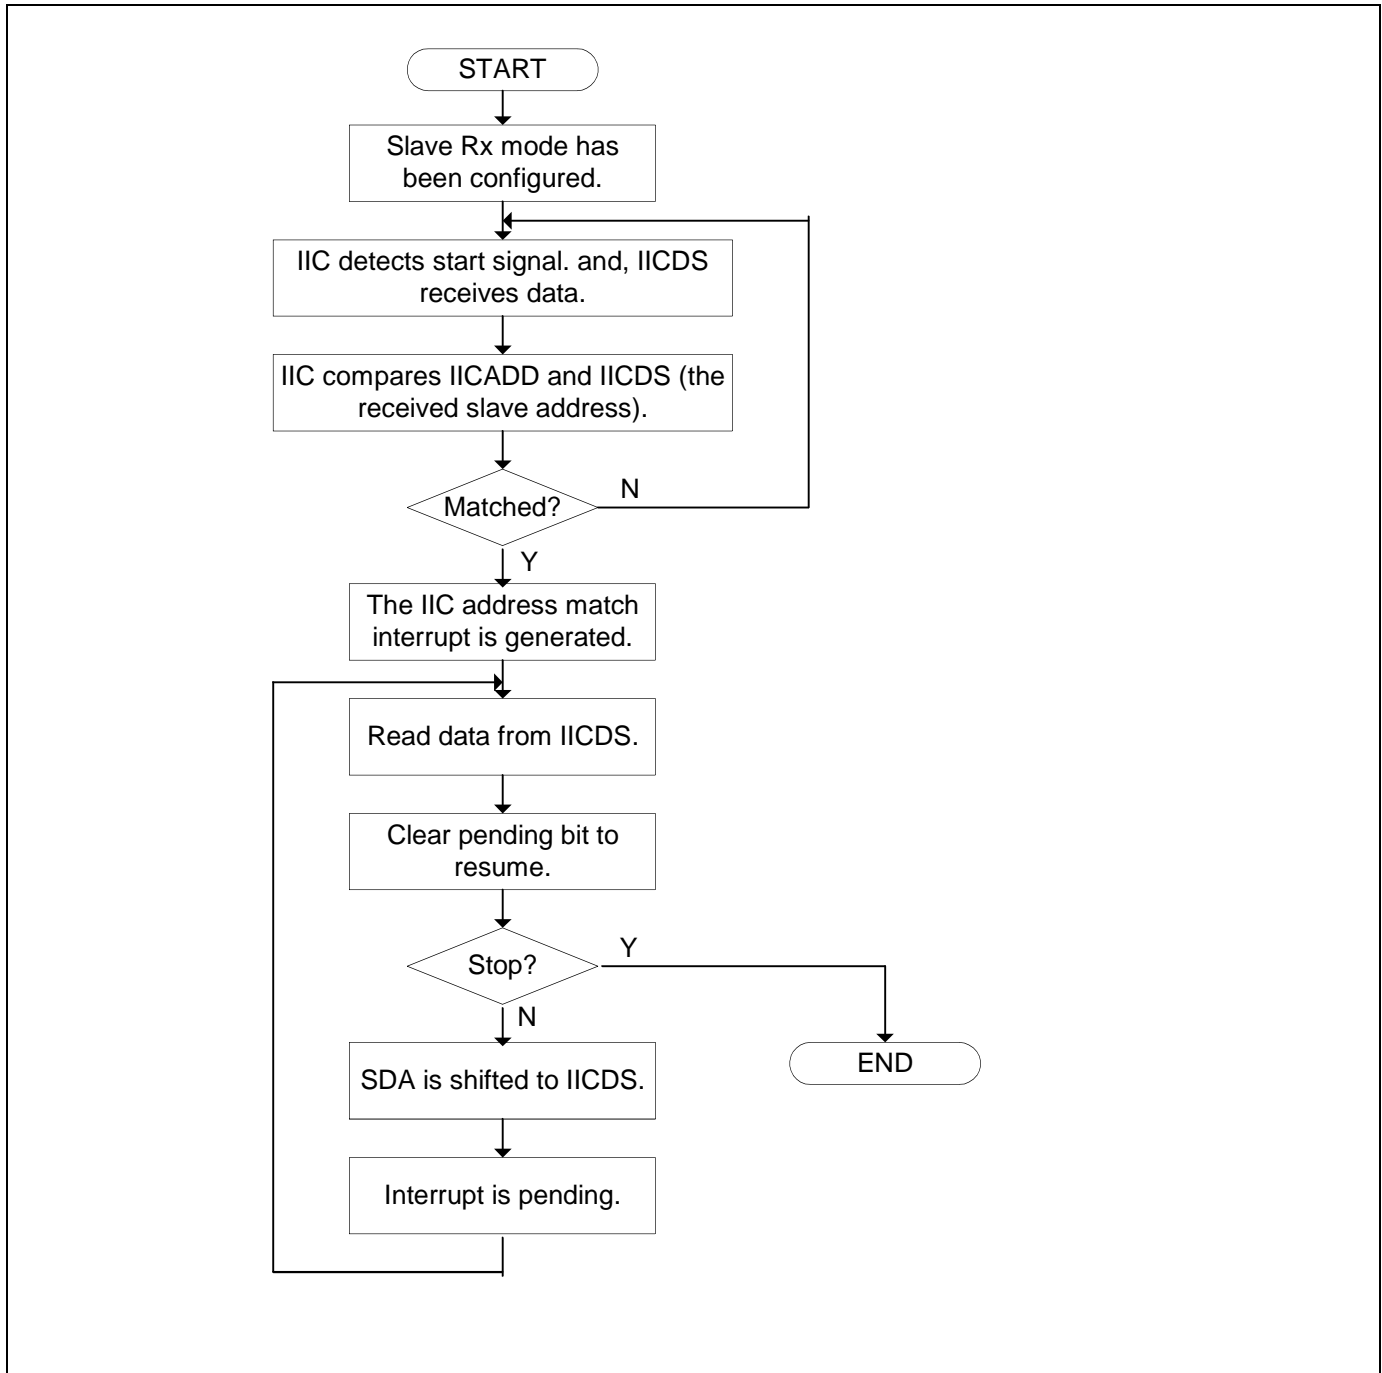 START
Slave Rx mode has
been configured.
IIC detects start signal. and, IICDS
receives data.
IIC compares IICADD and IICDS (the
received slave address).
Matched?
N
Y
The IIC address match
interrupt is generated.
Read data from IICDS.
Clear pending bit to
resume.
Stop?
Y
N
SDA is shifted to IICDS.
END
Interrupt is pending.